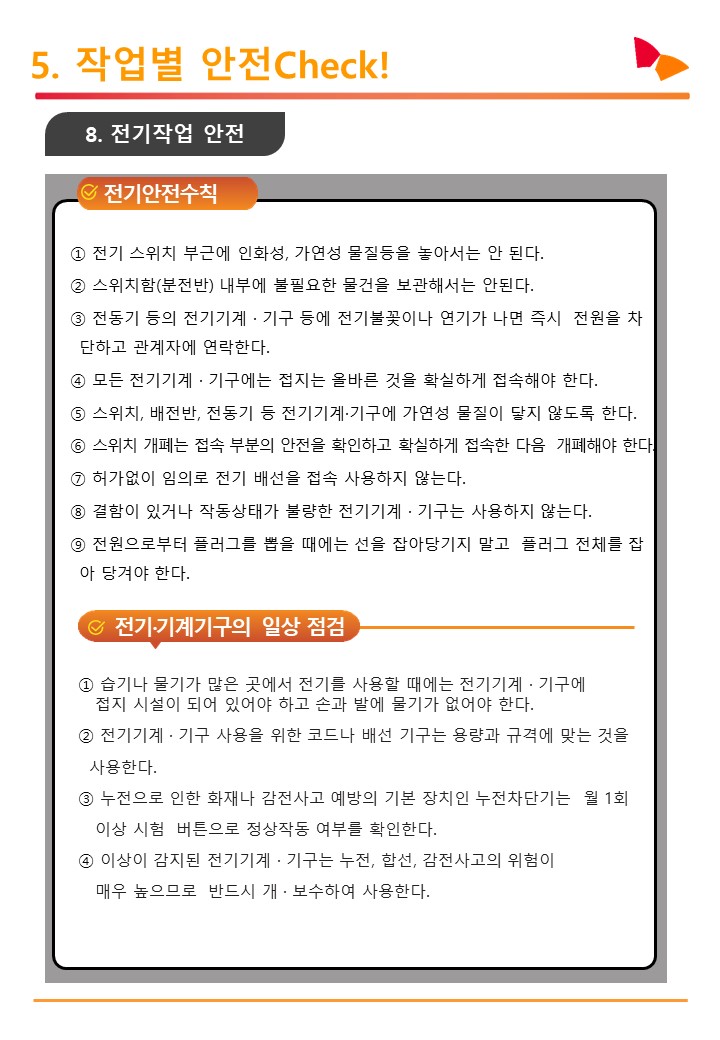 5. 작업별 안전Check!
8. 전기작업 안전
전기안전수칙
① 전기 스위치 부근에 인화성, 가연성 물질등을 놓아서는 안 된다.
② 스위치함(분전반) 내부에 불필요한 물건을 보관해서는 안된다.
③ 전동기 등의 전기기계 · 기구 등에 전기불꽃이나 연기가 나면 즉시 전원을 차
단하고 관계자에 연락한다.
④ 모든 전기기계 · 기구에는 접지는 올바른 것을 확실하게 접속해야 한다.
⑤ 스위치, 배전반, 전동기 등 전기기계·기구에 가연성 물질이 닿지 않도록 한다.
⑥ 스위치 개폐는 접속 부분의 안전을 확인하고 확실하게 접속한 다음 개폐해야 한다.
⑦ 허가없이 임의로 전기 배선을 접속 사용하지 않는다.
⑧ 결함이 있거나 작동상태가 불량한 전기기계 · 기구는 사용하지 않는다.
⑨ 전원으로부터 플러그를 뽑을 때에는 선을 잡아당기지 말고 플러그 전체를 잡
아 당겨야 한다.
전기·기계기구의 일상 점검
① 습기나 물기가 많은 곳에서 전기를 사용할 때에는 전기기계 · 기구에
접지 시설이 되어 있어야 하고 손과 발에 물기가 없어야 한다.
② 전기기계 · 기구 사용을 위한 코드나 배선 기구는 용량과 규격에 맞는 것을
사용한다.
③ 누전으로 인한 화재나 감전사고 예방의 기본 장치인 누전차단기는 월 1회
이상 시험 버튼으로 정상작동 여부를 확인한다.
④ 이상이 감지된 전기기계 · 기구는 누전, 합선, 감전사고의 위험이
매우 높으므로 반드시 개 · 보수하여 사용한다.